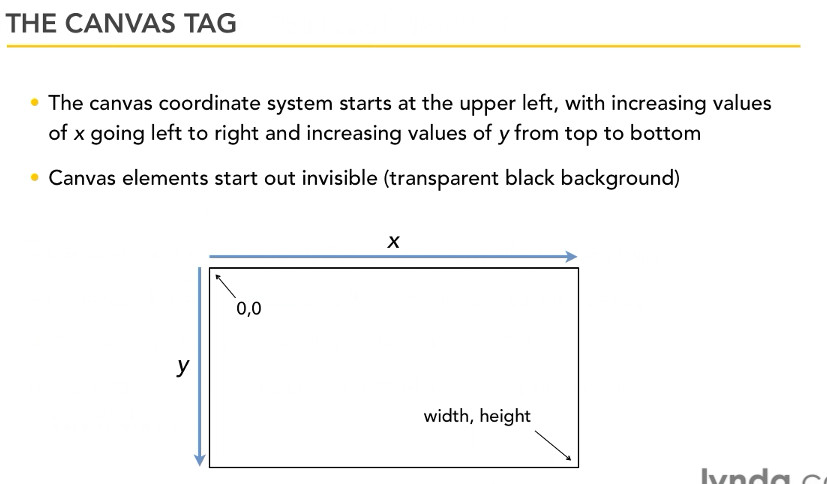 THE CANVAS TAG
• The canvas coordinate system starts at the upper left, with increasing values
of x going left to right and increasing values of y from top to bottom
• Canvas elements start out invisible (transparent black background)
x
0,0
y
width, height